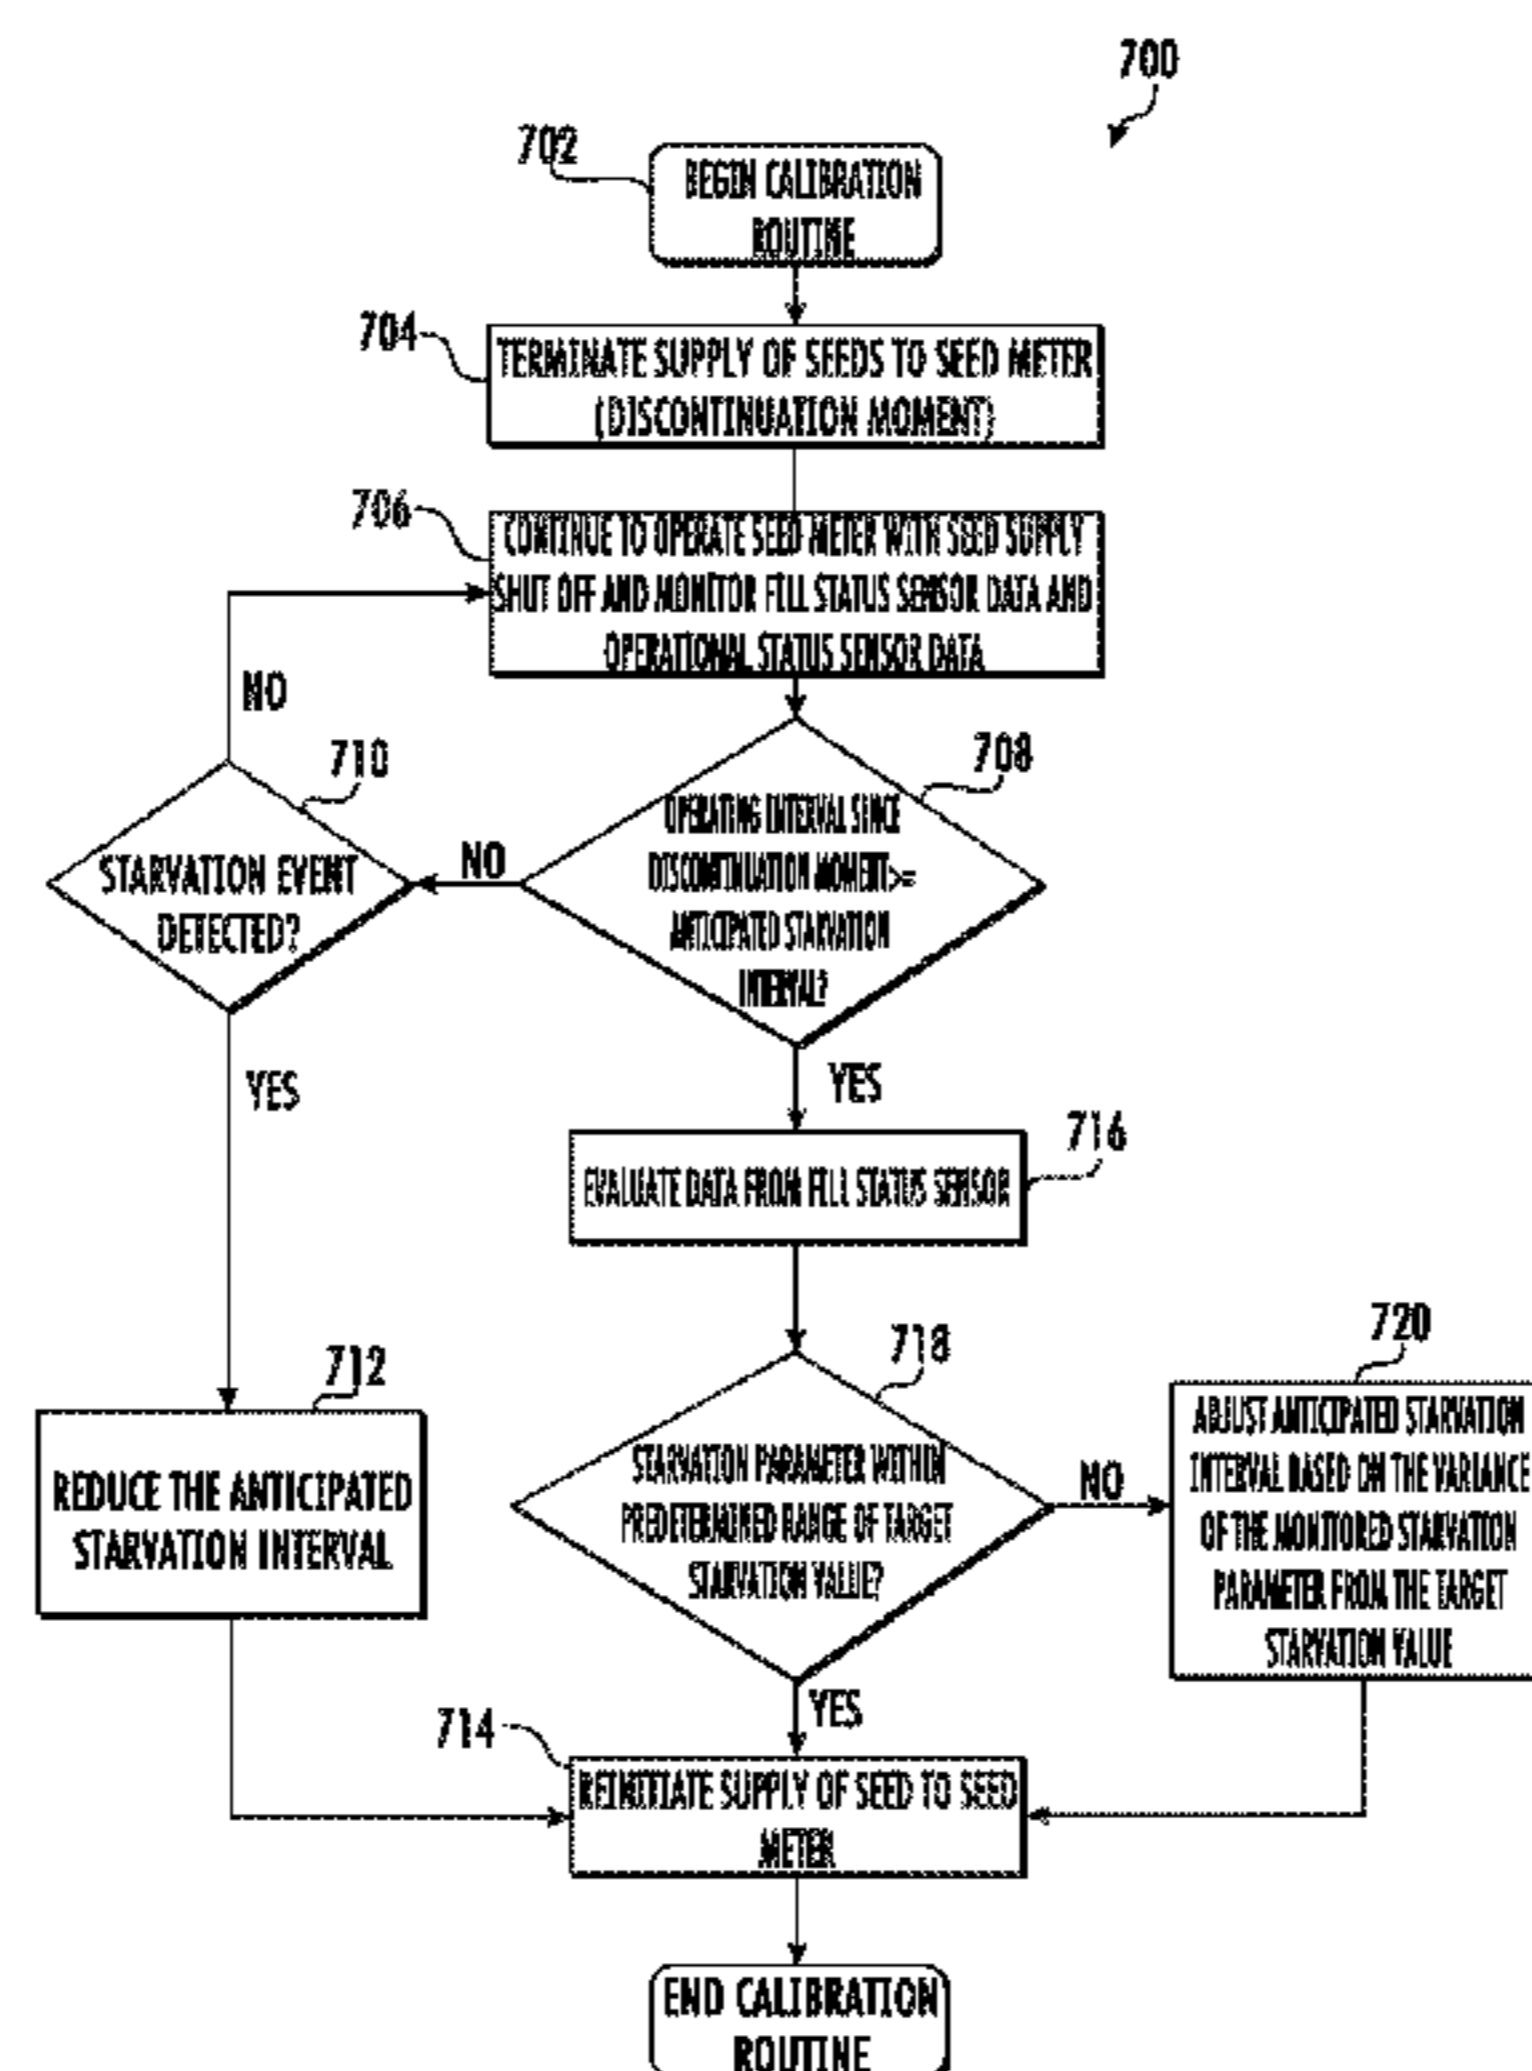 700
702
BEGIN CALIBRATION
ROUTINE
704
TERMINATE SUPPLY OF SEEDS TO SEED METER
(DISCONTINUATION MOMENT)
706
CONTINUE TO OPERATE SEED METER WITH SEED SUPPLY
SHUT OFF AND MONITOR FILL STATUS SENSOR DATA AND
OPERATIONAL STATUS SENSOR DATA
NO
710
708
OPERATING INTERVAL SINCE
DISCONTINUATION MOMENT>=
ANTICIPATED STARVATION
INTERVAL?
NO
STARVATION EVENT
DETECTED?
YES
YES
716
EVALUATE DATA FROM FILL STATUS SENSOR
712
REDUCE THE ANTICIPATED
STARVATION INTERVAL
718
STARVATION PARAMETER WITHIN
PREDETERMINED RANGE OF TARGET
STARVATION VALUE?
NO
720
ADJUST ANTICIPATED STARVATION
INTERVAL BASED ON THE VARIANCE
OF THE MONITORED STARVATION
PARAMETER FROM THE TARGET
STARVATION VALUE
YES
714
REINITIATE SUPPLY OF SEED TO SEED
METER
END CALIBRATION
ROUTINE